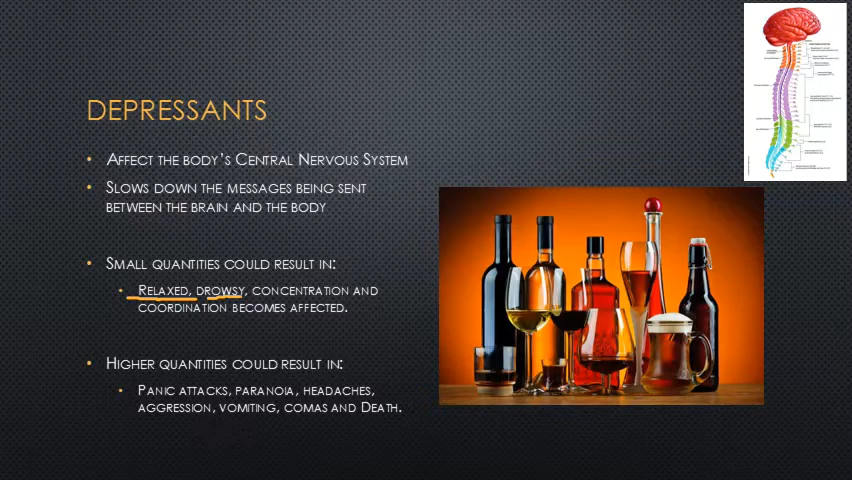 DEPRESSANTS
• AFFECT THE BODY'S CENTRAL NERVOUS SYSTEM
• SLOWS DOWN THE MESSAGES BEING SENT
BETWEEN THE BRAIN AND THE BODY
• SMALL QUANTITIES COULD RESULT IN:
• RELAXED, DROWSY, CONCENTRATION AND
COORDINATION BECOMES AFFECTED.
• HIGHER QUANTITIES COULD RESULT IN:
• PANIC ATTACKS, PARANOIA, HEADACHES,
AGGRESSION, VOMITING, COMAS AND DEATH.